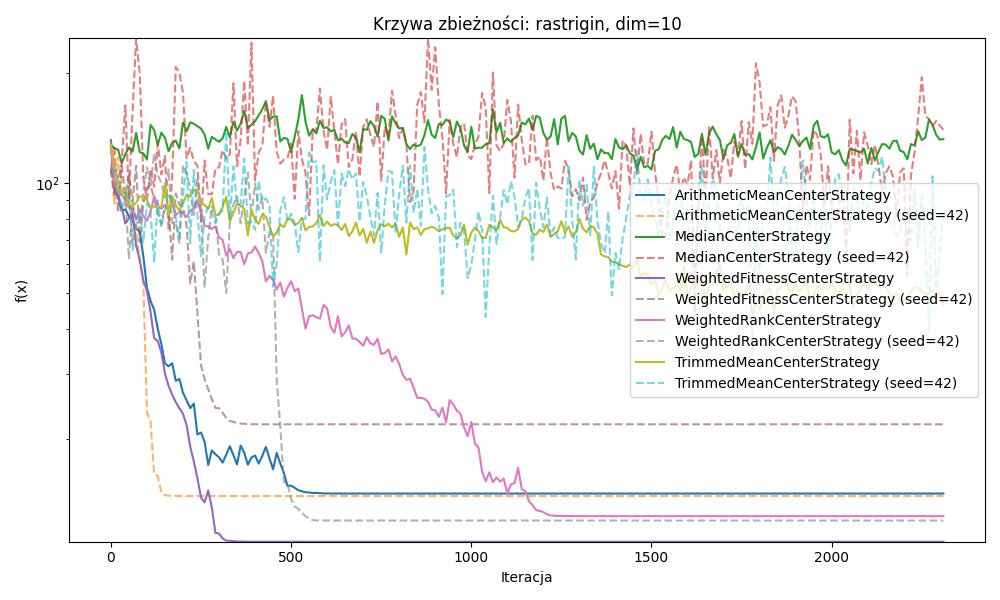 Krzywa zbieżności: rastrigin, dim=10
f(x)
10²
ArithmeticMeanCenterStrategy
ArithmeticMeanCenterStrategy (seed=42)
MedianCenterStrategy
MedianCenterStrategy (seed=42)
WeightedFitnessCenterStrategy
WeightedFitnessCenterStrategy (seed=42)
WeightedRankCenterStrategy
WeightedRankCenterStrategy (seed=42)
TrimmedMeanCenterStrategy
TrimmedMeanCenterStrategy (seed=42)
0 500 1000 1500 2000
Iteracja